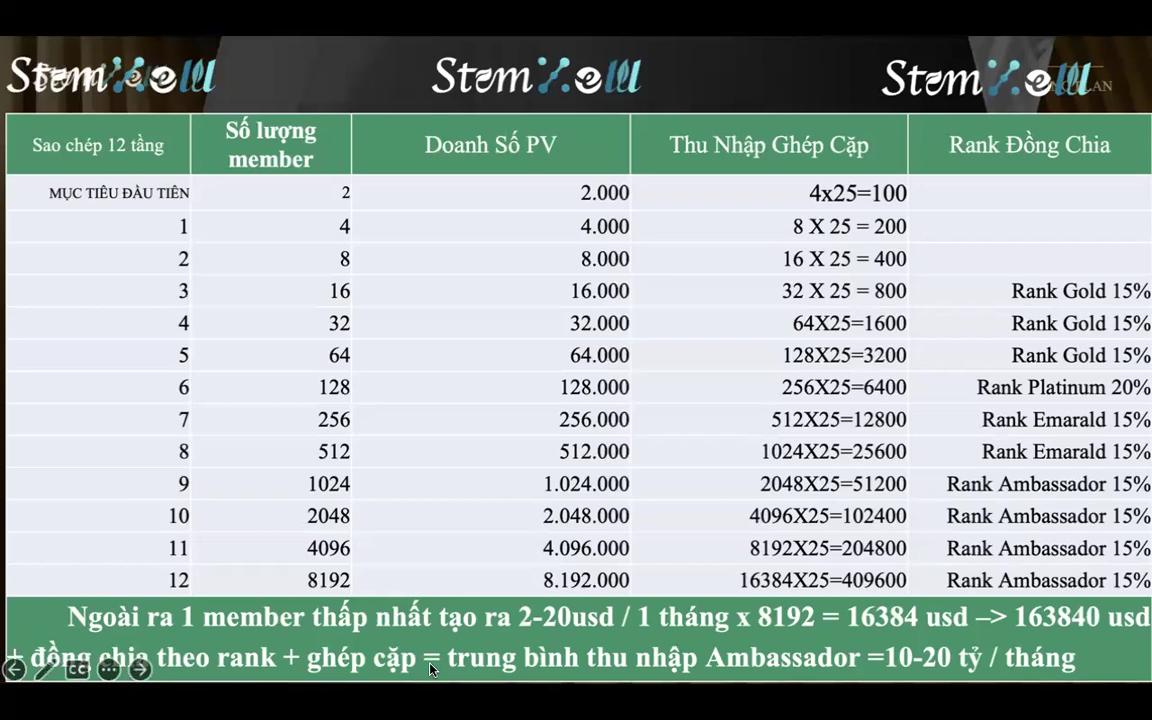 StemXcell StemXcell StemXcell
Sao chép 12 tầng Số lượng member Doanh Số PV Thu Nhập Ghép Cặp Rank Đồng Chia
MỤC TIÊU ĐẦU TIÊN 2 2.000 4x25=100
1 4 4.000 8 X 25 = 200
2 8 8.000 16 X 25 = 400
3 16 16.000 32 X 25 = 800 Rank Gold 15%
4 32 32.000 64X25=1600 Rank Gold 15%
5 64 64.000 128X25=3200 Rank Gold 15%
6 128 128.000 256X25=6400 Rank Platinum 20%
7 256 256.000 512X25=12800 Rank Emarald 15%
8 512 512.000 1024X25=25600 Rank Emarald 15%
9 1024 1.024.000 2048X25=51200 Rank Ambassador 15%
10 2048 2.048.000 4096X25=102400 Rank Ambassador 15%
11 4096 4.096.000 8192X25=204800 Rank Ambassador 15%
12 8192 8.192.000 16384X25=409600 Rank Ambassador 15%
Ngoài ra 1 member thấp nhất tạo ra 2-20usd / 1 tháng x 8192 = 16384 usd –> 163840 usd
+ đồng chia theo rank + ghép cặp = trung bình thu nhập Ambassador =10-20 tỷ / tháng
CC